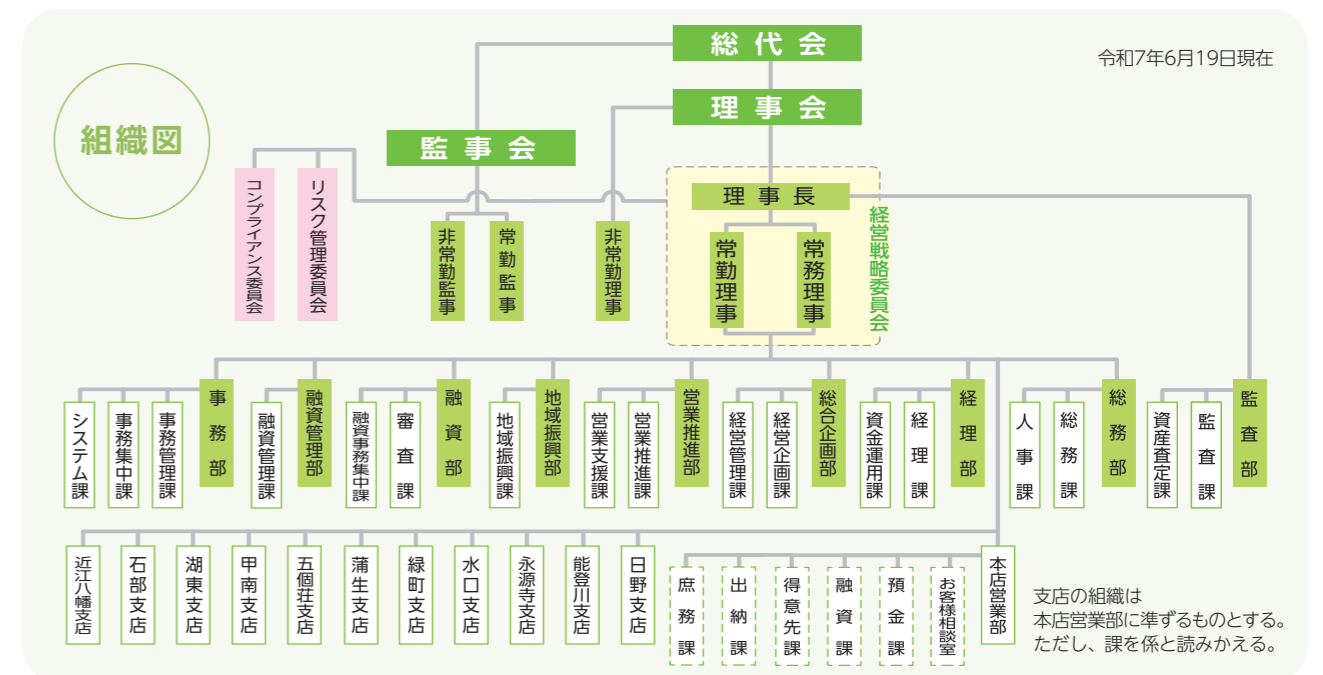 組織図
令和7年6月19日現在
総代会
理事会
監事会
コンプライアンス委員会
リスク管理委員会
非常勤監事
常勤監事
非常勤理事
理事長
常勤理事
常務理事
経営戦略委員会
システム課
事務集中課
事務管理課
事務部
融資管理課
融資管理部
融資事務集中課
審査課
融資部
地域振興課
地域振興部
営業支援課
営業推進課
営業推進部
経営管理課
経営企画課
総合企画部
資金運用課
経理課
経理部
人事課
総務課
総務部
資産査定課
監査課
監査部
近江八幡支店
石部支店
湖東支店
甲南支店
五個荘支店
蒲生支店
緑町支店
水口支店
永源寺支店
能登川支店
日野支店
庶務課
出納課
得意先課
融資課
預金課
お客様相談室
本店営業部
支店の組織は
本店営業部に準ずるものとする。
ただし、課を係と読みかえる。